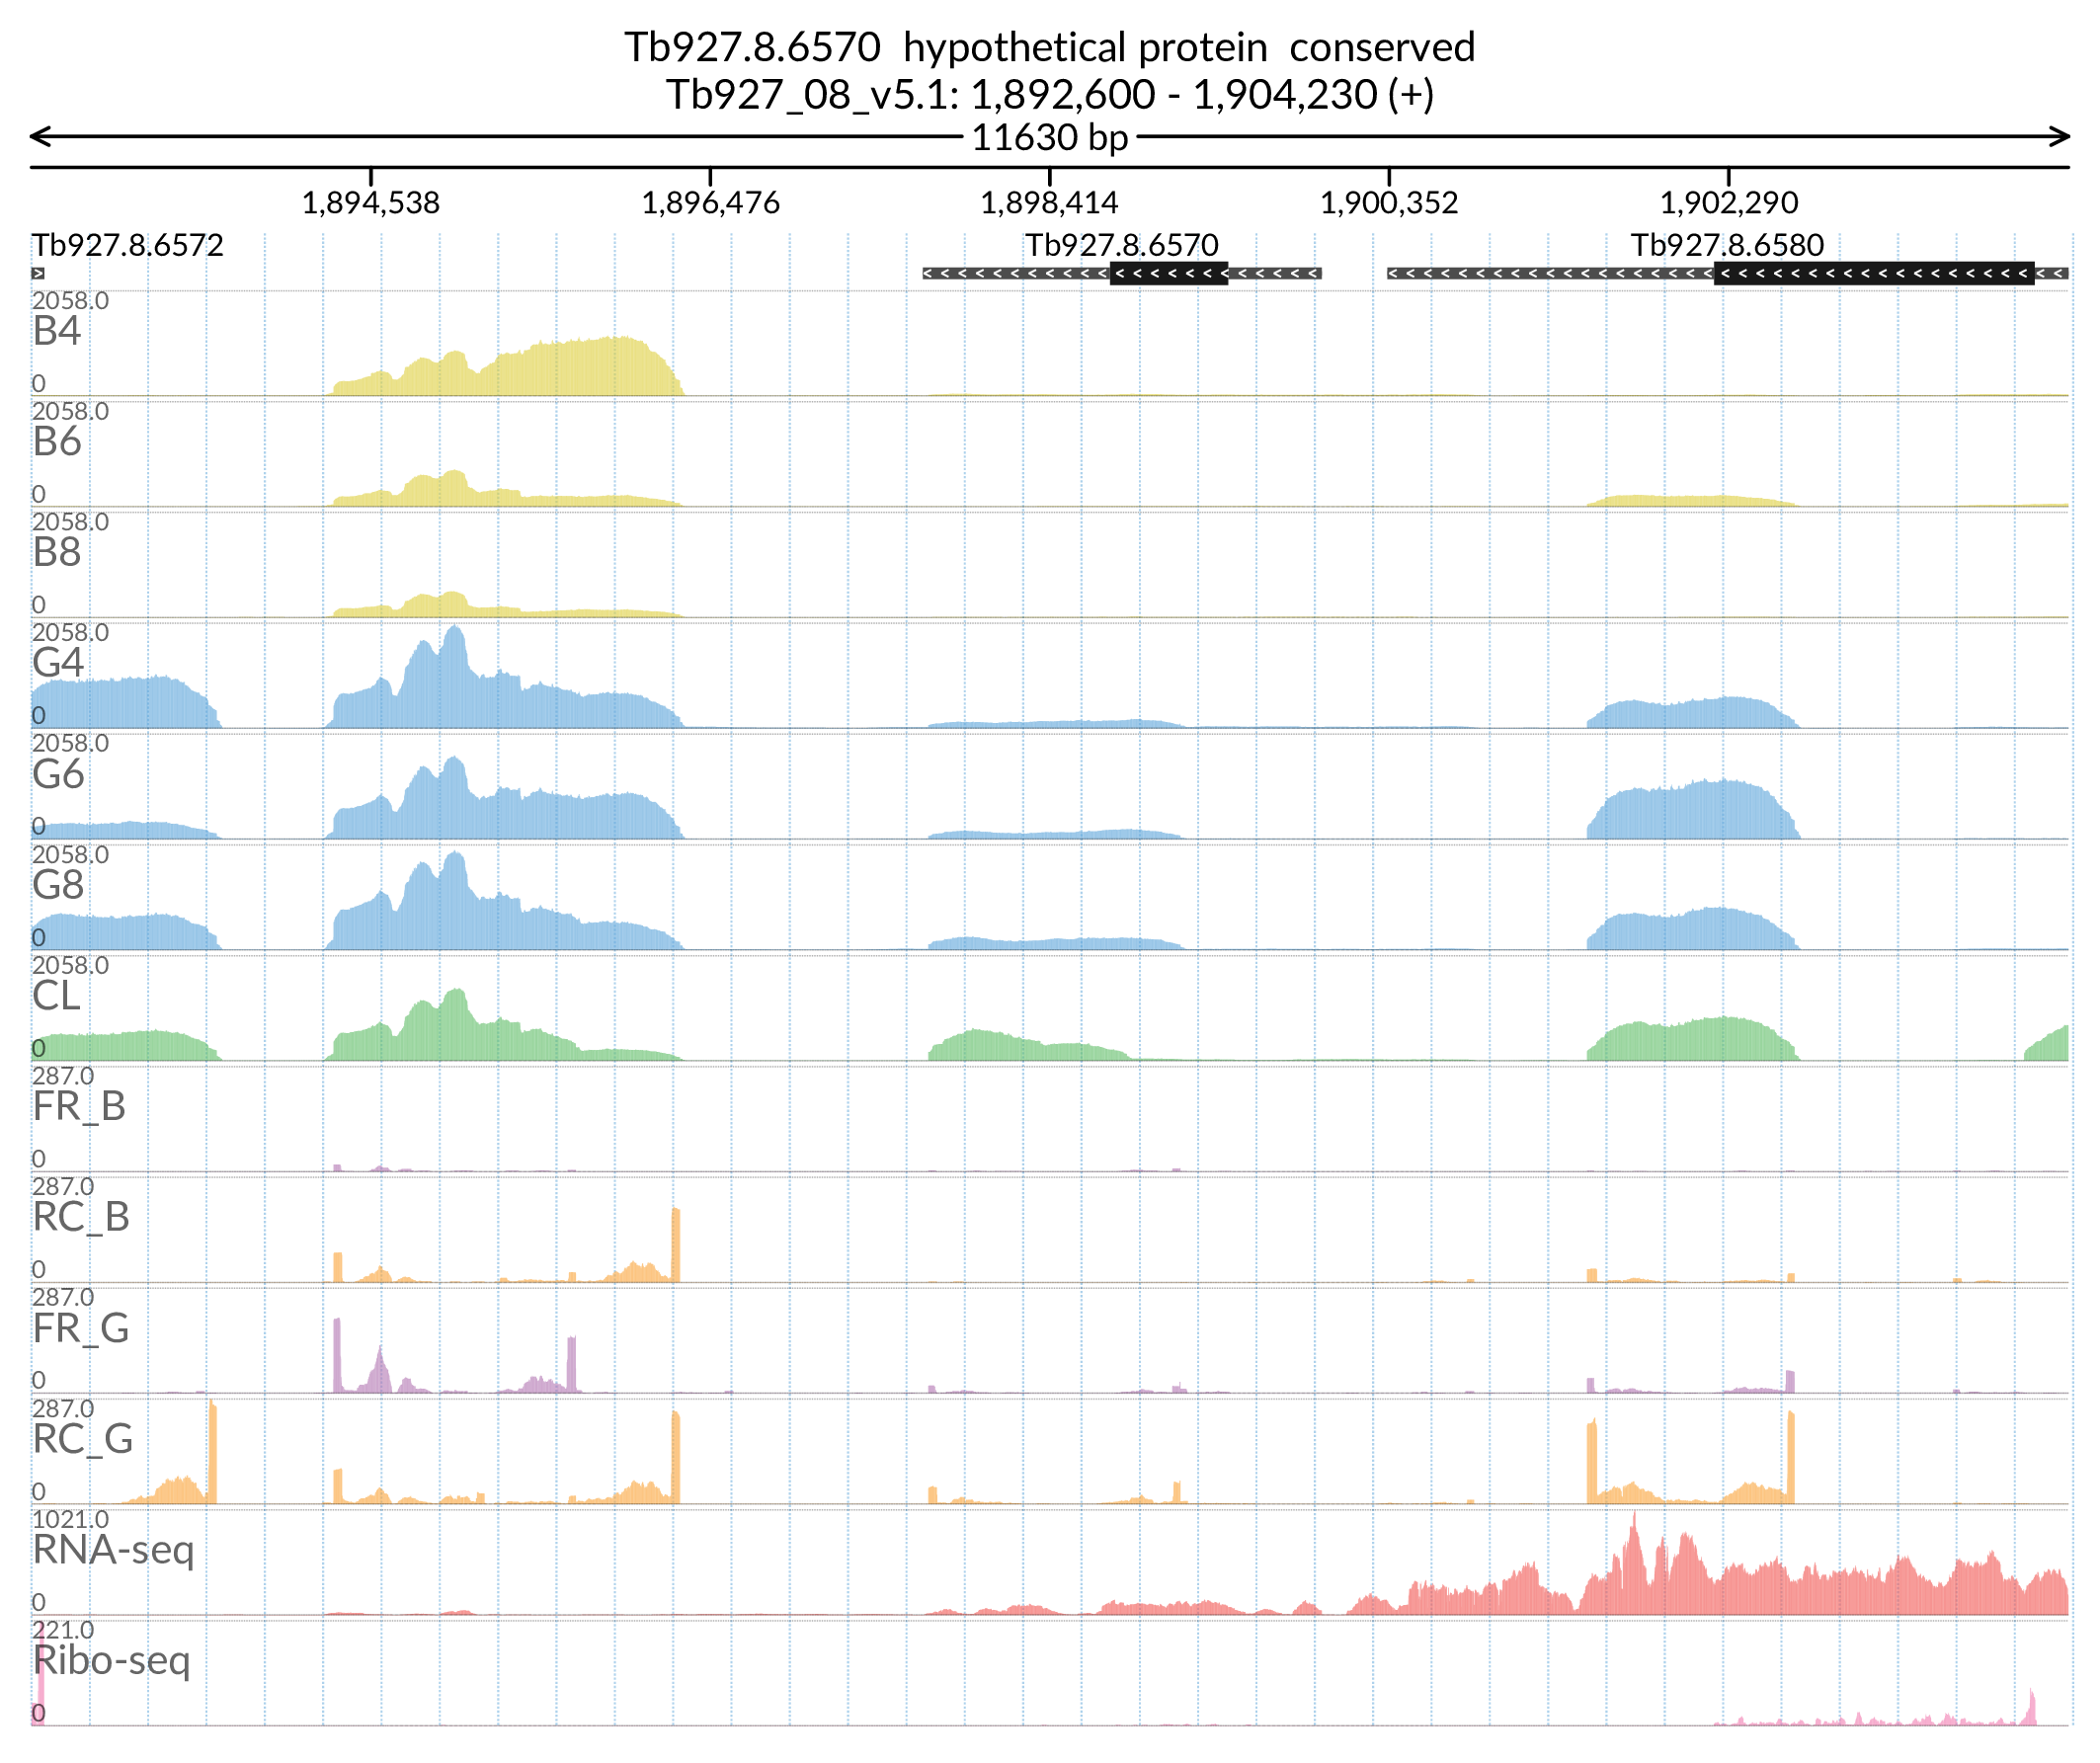 Tb927.8.6570  hypothetical protein  conserved
Tb927_08_v5.1: 1,892,600 - 1,904,230 (+)
11630 bp
1,894,538 1,896,476 1,898,414 1,900,352 1,902,290
Tb927.8.6572 Tb927.8.6570 Tb927.8.6580
2058.0
B4
0
2058.0
B6
0
2058.0
B8
0
2058.0
G4
0
2058.0
G6
0
2058.0
G8
0
2058.0
CL
0
287.0
FR_B
0
287.0
RC_B
0
287.0
FR_G
0
287.0
RC_G
0
1021.0
RNA-seq
0
221.0
Ribo-seq
0